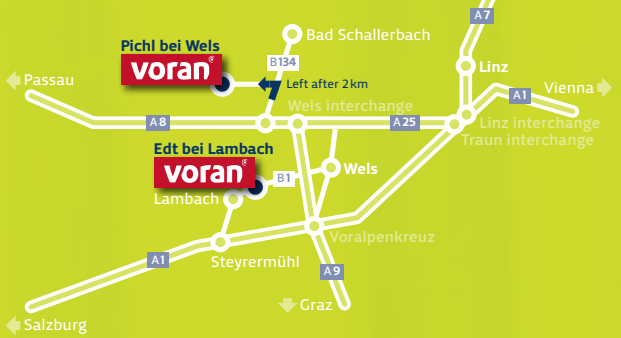 A7
Bad Schallerbach
Pichl bei Wels
B134
voran®
Linz
Passau
Left after 2 km
Vienna
A1
Wels interchange
A8
A25
Linz interchange
Traun interchange
Edt bei Lambach
voran®
B1
Wels
Lambach
Voralpenkreuz
A1
Steyrermühl
A9
Graz
Salzburg